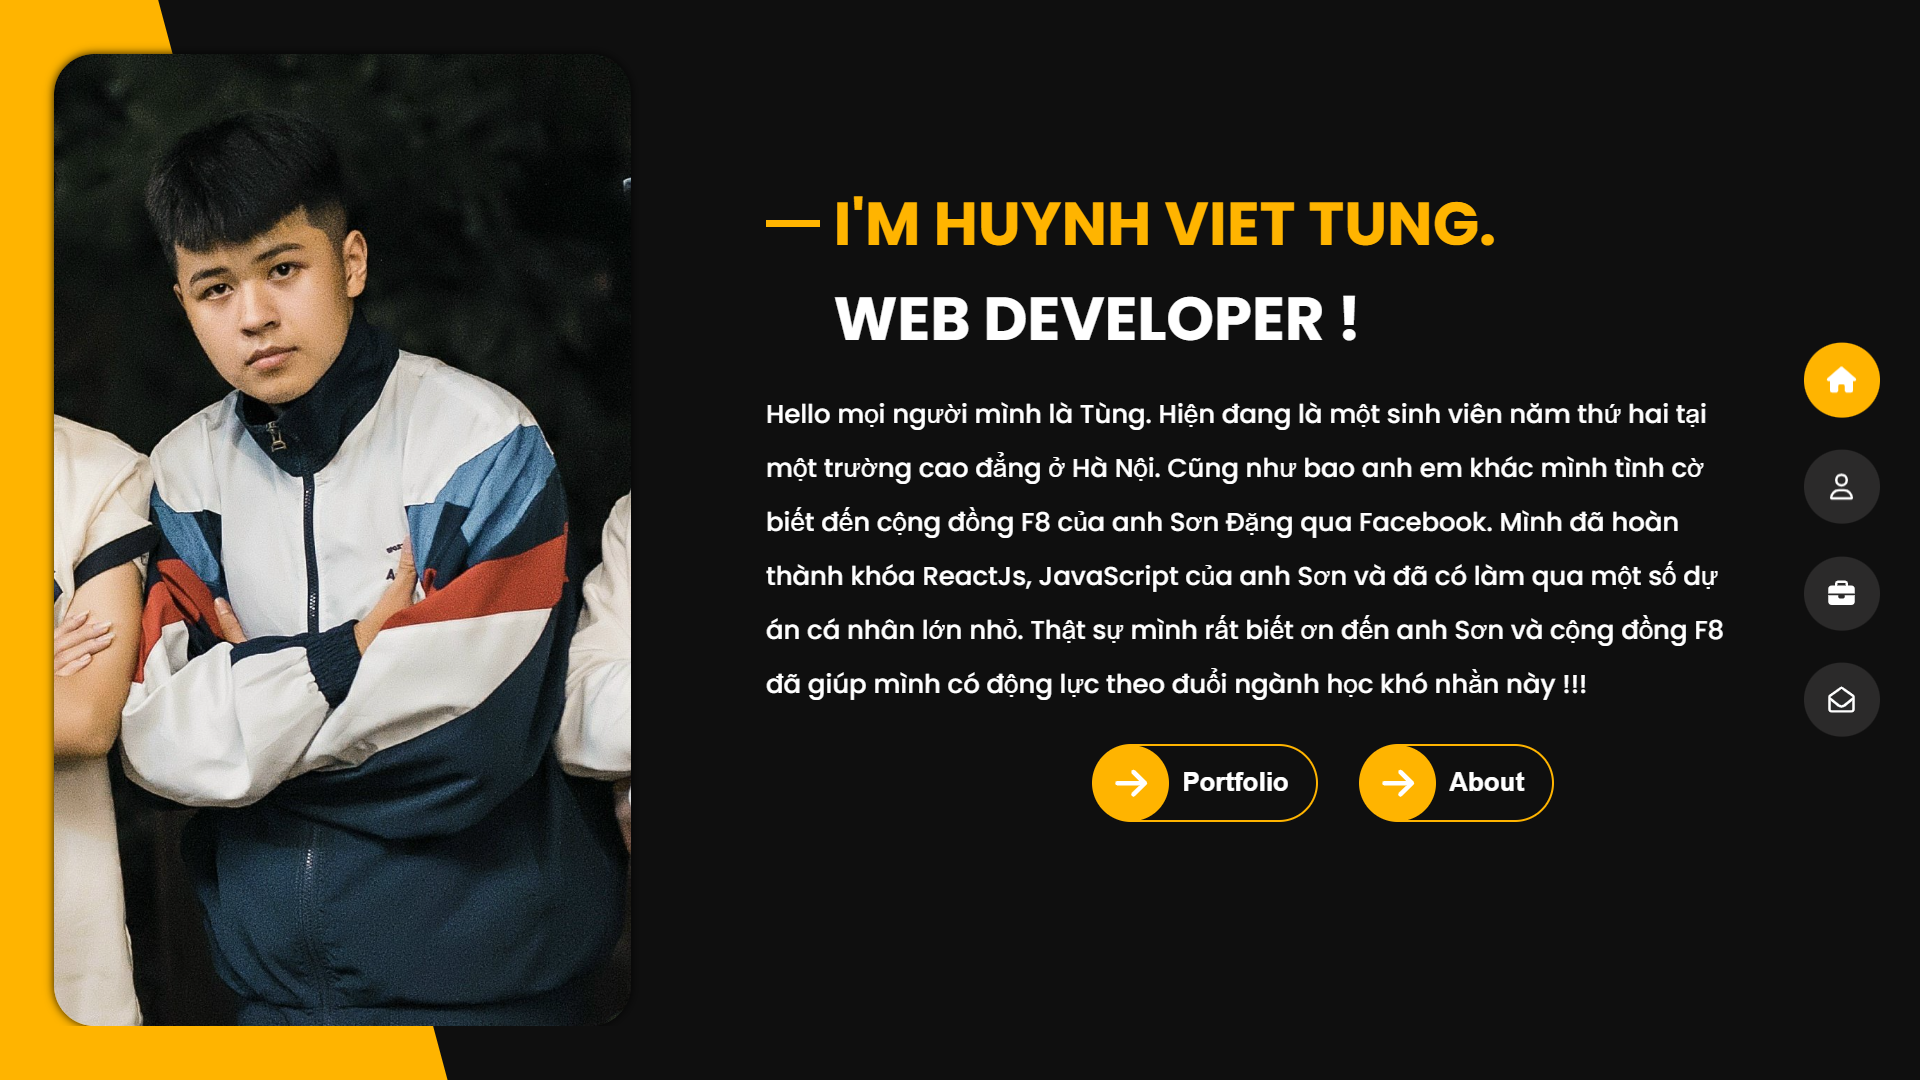 I'M HUYNH VIET TUNG.
WEB DEVELOPER !
Hello mọi người mình là Tùng. Hiện đang là một sinh viên năm thứ hai tại
một trường cao đẳng ở Hà Nội. Cũng như bao anh em khác mình tình cờ
biết đến cộng đồng F8 của anh Sơn Đặng qua Facebook. Mình đã hoàn
thành khóa ReactJs, JavaScript của anh Sơn và đã có làm qua một số dự
án cá nhân lớn nhỏ. Thật sự mình rất biết ơn đến anh Sơn và cộng đồng F8
đã giúp mình có động lực theo đuổi ngành học khó nhằn này !!!
Portfolio
About